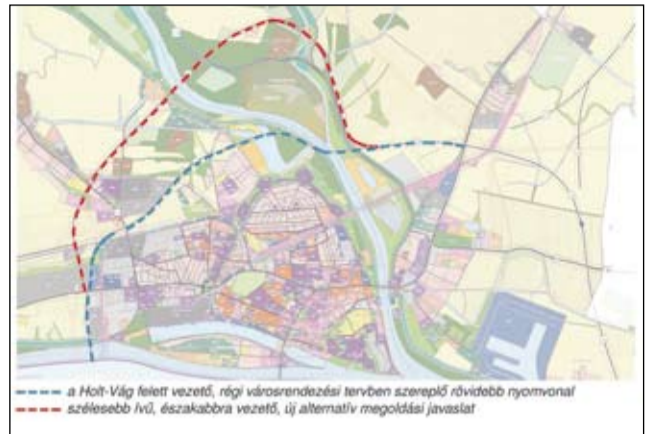 a Holt-Vág felett vezető, régi városrendezési tervben szereplő rövidebb nyomvonal
szélesebb ívű, északabbra vezető, új alternatív megoldási javaslat